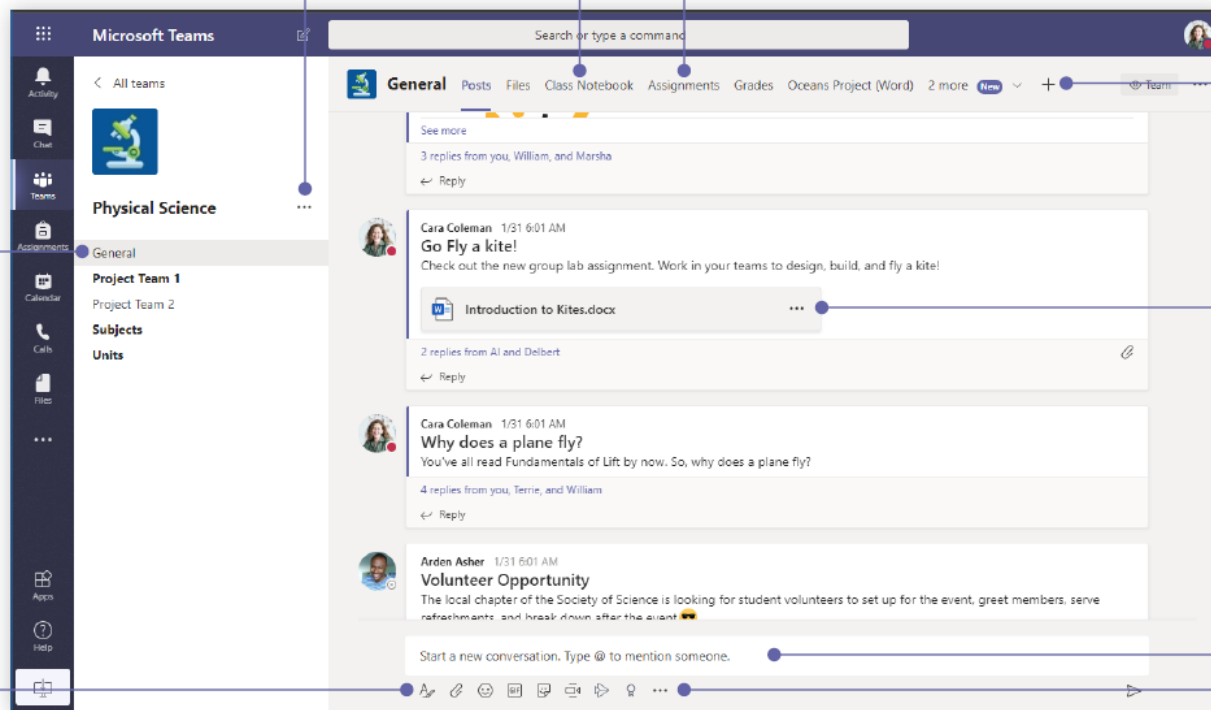 Microsoft Teams
Search or type a command
Activity
Chat
Teams
Assignments
Calendar
Calls
Files
Apps
Help
All teams
Physical Science
General
Project Team 1
Project Team 2
Subjects
Units
General Posts Files Class Notebook Assignments Grades Oceans Project (Word) 2 more New
Team
See more
3 replies from you, William, and Marsha
Reply
Cara Coleman 1/31 6:01 AM
Go Fly a kite!
Check out the new group lab assignment. Work in your teams to design, build, and fly a kite!
Introduction to Kites.docx
2 replies from Al and Delbert
Reply
Cara Coleman 1/31 6:01 AM
Why does a plane fly?
You've all read Fundamentals of Lift by now. So, why does a plane fly?
4 replies from you, Terrie, and William
Reply
Arden Asher 1/31 6:01 AM
Volunteer Opportunity
The local chapter of the Society of Science is looking for student volunteers to set up for the event, greet members, serve
refreshments, and break down after the event
Start a new conversation. Type @ to mention someone.
GIF